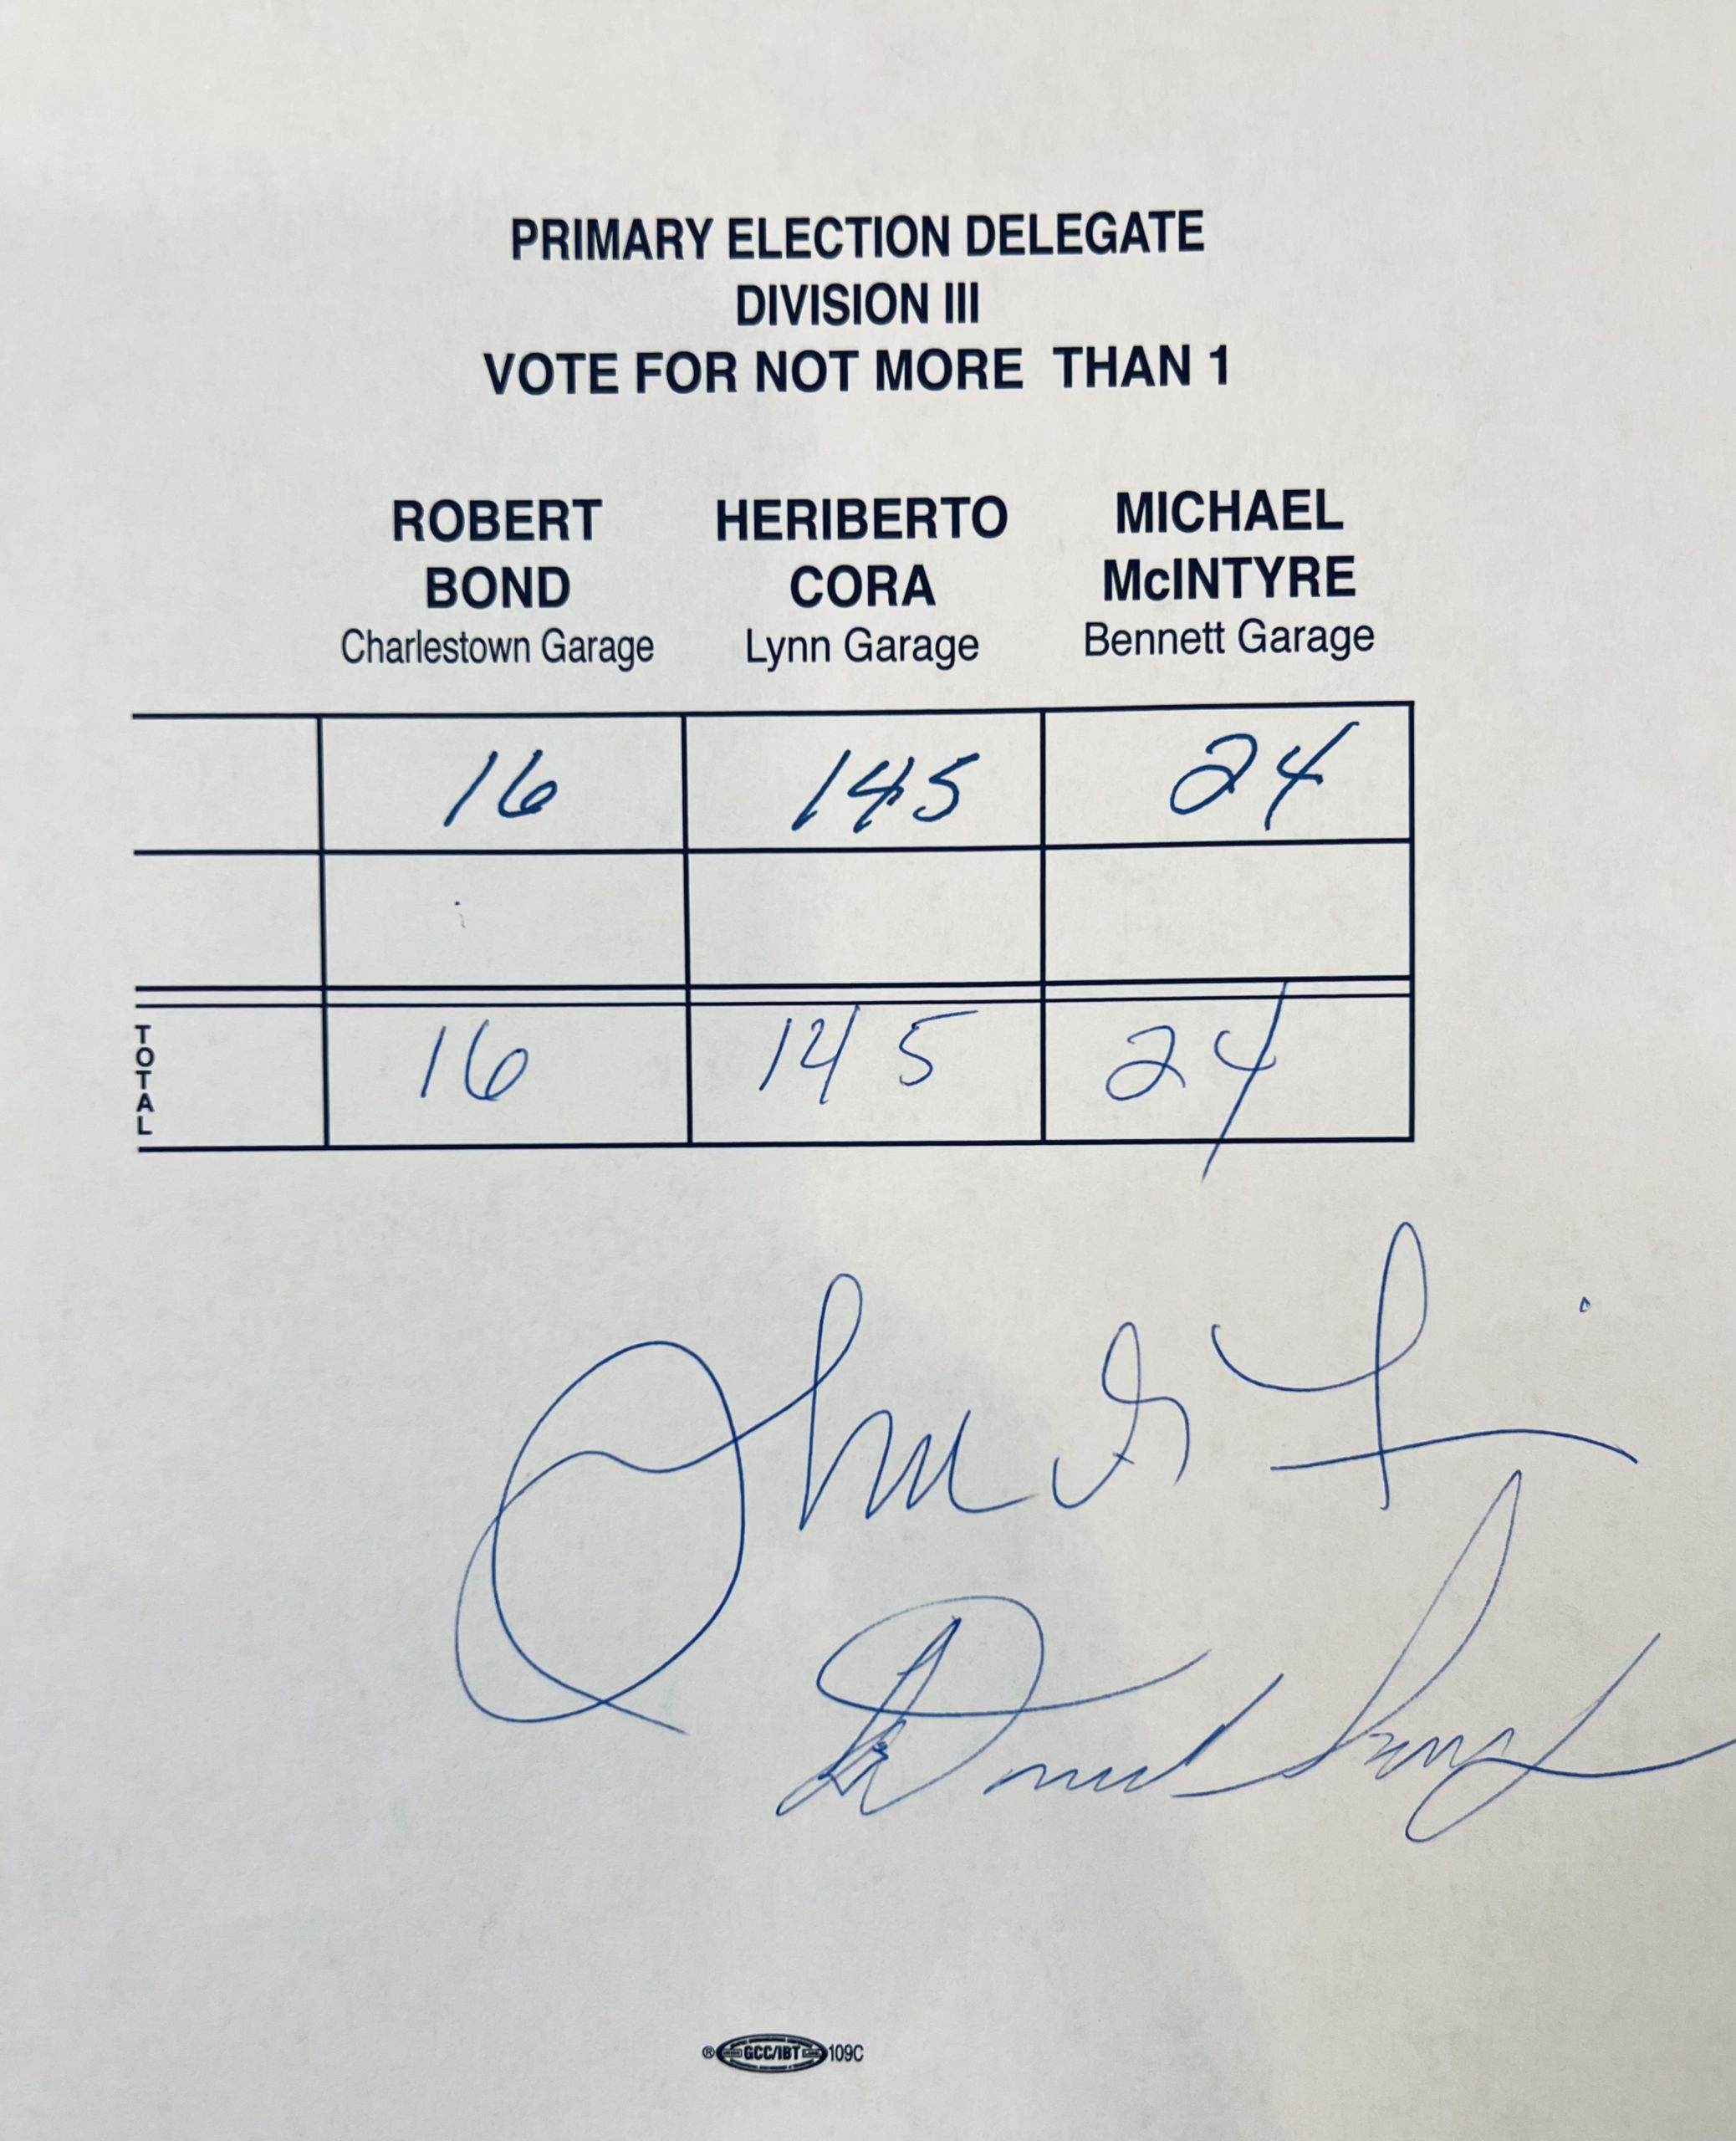 PRIMARY ELECTION DELEGATE
DIVISION III
VOTE FOR NOT MORE THAN 1
ROBERT BOND
Charlestown Garage
HERIBERTO CORA
Lynn Garage
MICHAEL McINTYRE
Bennett Garage
16 145 24
TOTAL 16 145 24
® GCC/IBT 109C